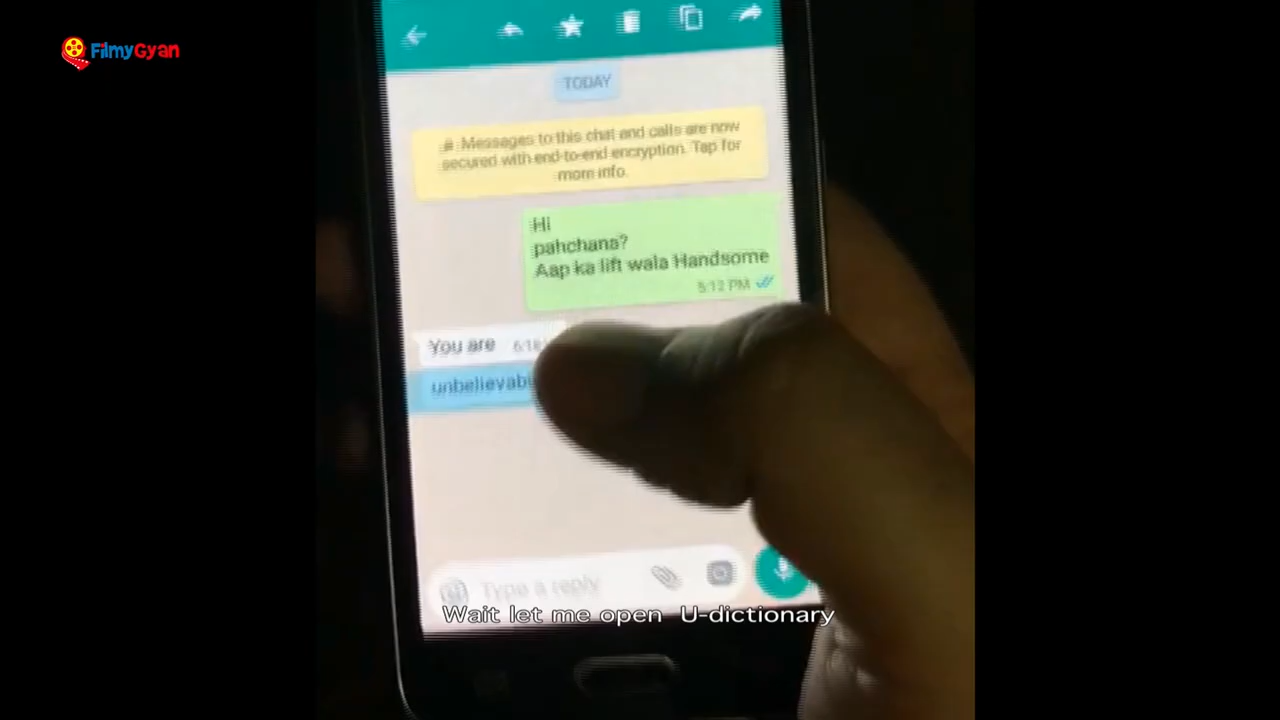 FilmyGyan
TODAY
Messages to this chat and calls are now
secured with end-to-end encryption. Tap for
more info.
Hi
pahchana?
Aap ka lift wala Handsome
5:12 PM
You are
Type a reply
Wait let me open U-dictionary